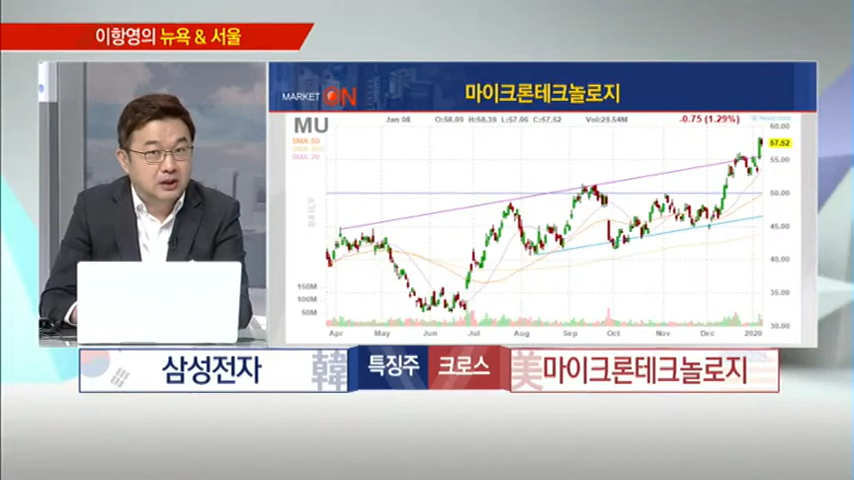 이항영의 뉴욕 & 서울
MARKET ON
마이크론테크놀로지
MU
Jan 08 O:58.09 H:58.39 L:57.06 C:57.52 Vol:29.54M -0.75 (1.29%)
SMA 50
SMA 20
DAILY
60.00
57.52
55.00
50.00
45.00
40.00
35.00
30.00
150M
100M
50M
Apr May Jun Jul Aug Sep Oct Nov Dec 2020
삼성전자 韓 특징주 크로스 美 마이크론테크놀로지